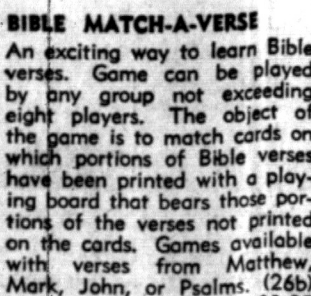 BIBLE MATCH-A-VERSE
An exciting way to learn Bible
verses. Game can be played
by any group not exceeding
eight players. The object of
the game is to match cards on
which portions of Bible verses
have been printed with a play-
ing board that bears those por-
tions of the verses not printed
on the cards. Games available
with verses from Matthew,
Mark, John, or Psalms. (26b)